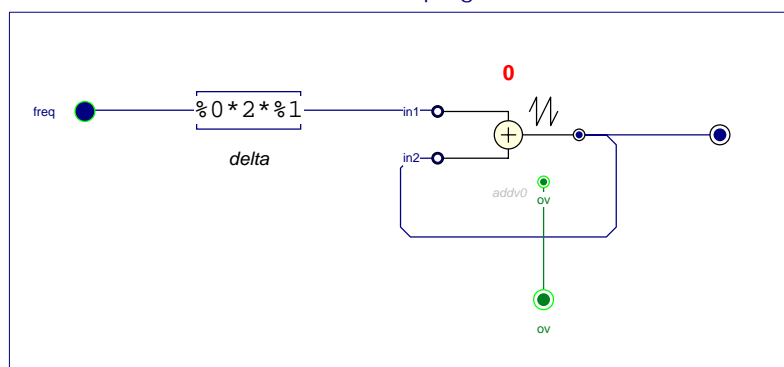 0
freq
%0*2*%1
in1
delta
in2
addv0
ov
ov